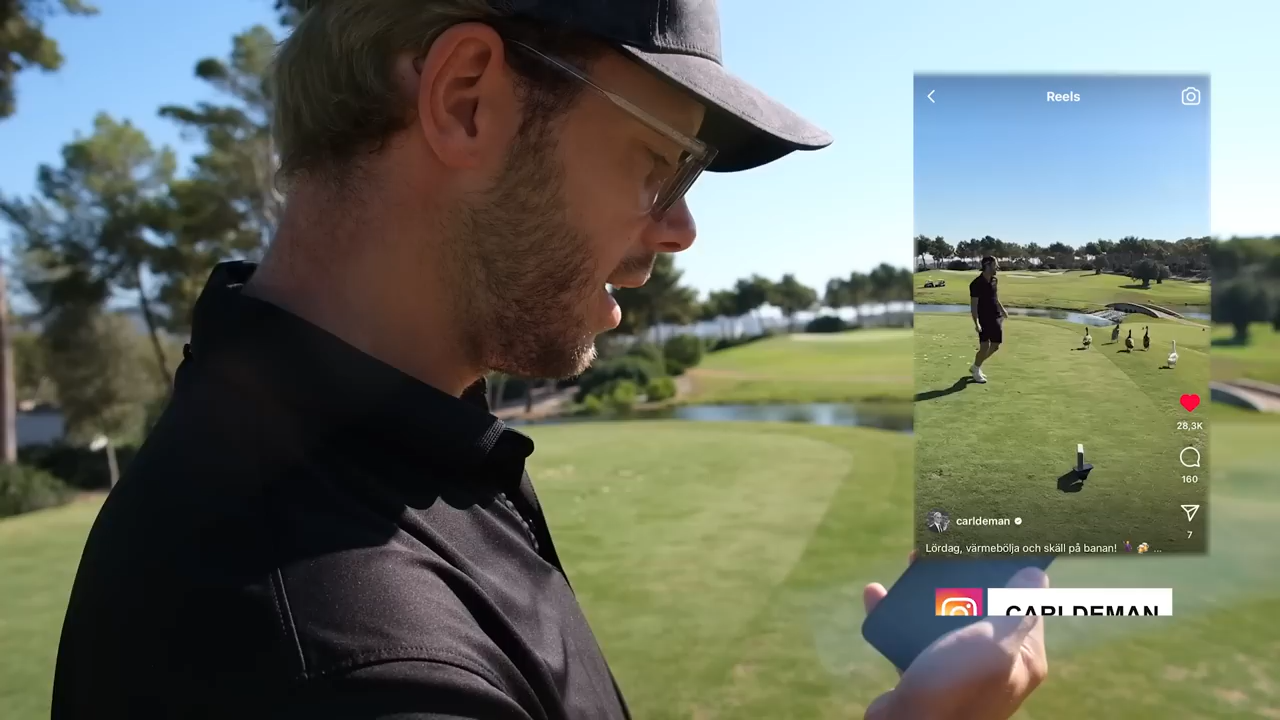 Reels
28,3K
160
7
carldeman
Lördag, värmebölja och skäll på banan! ...
CARLDEMAN